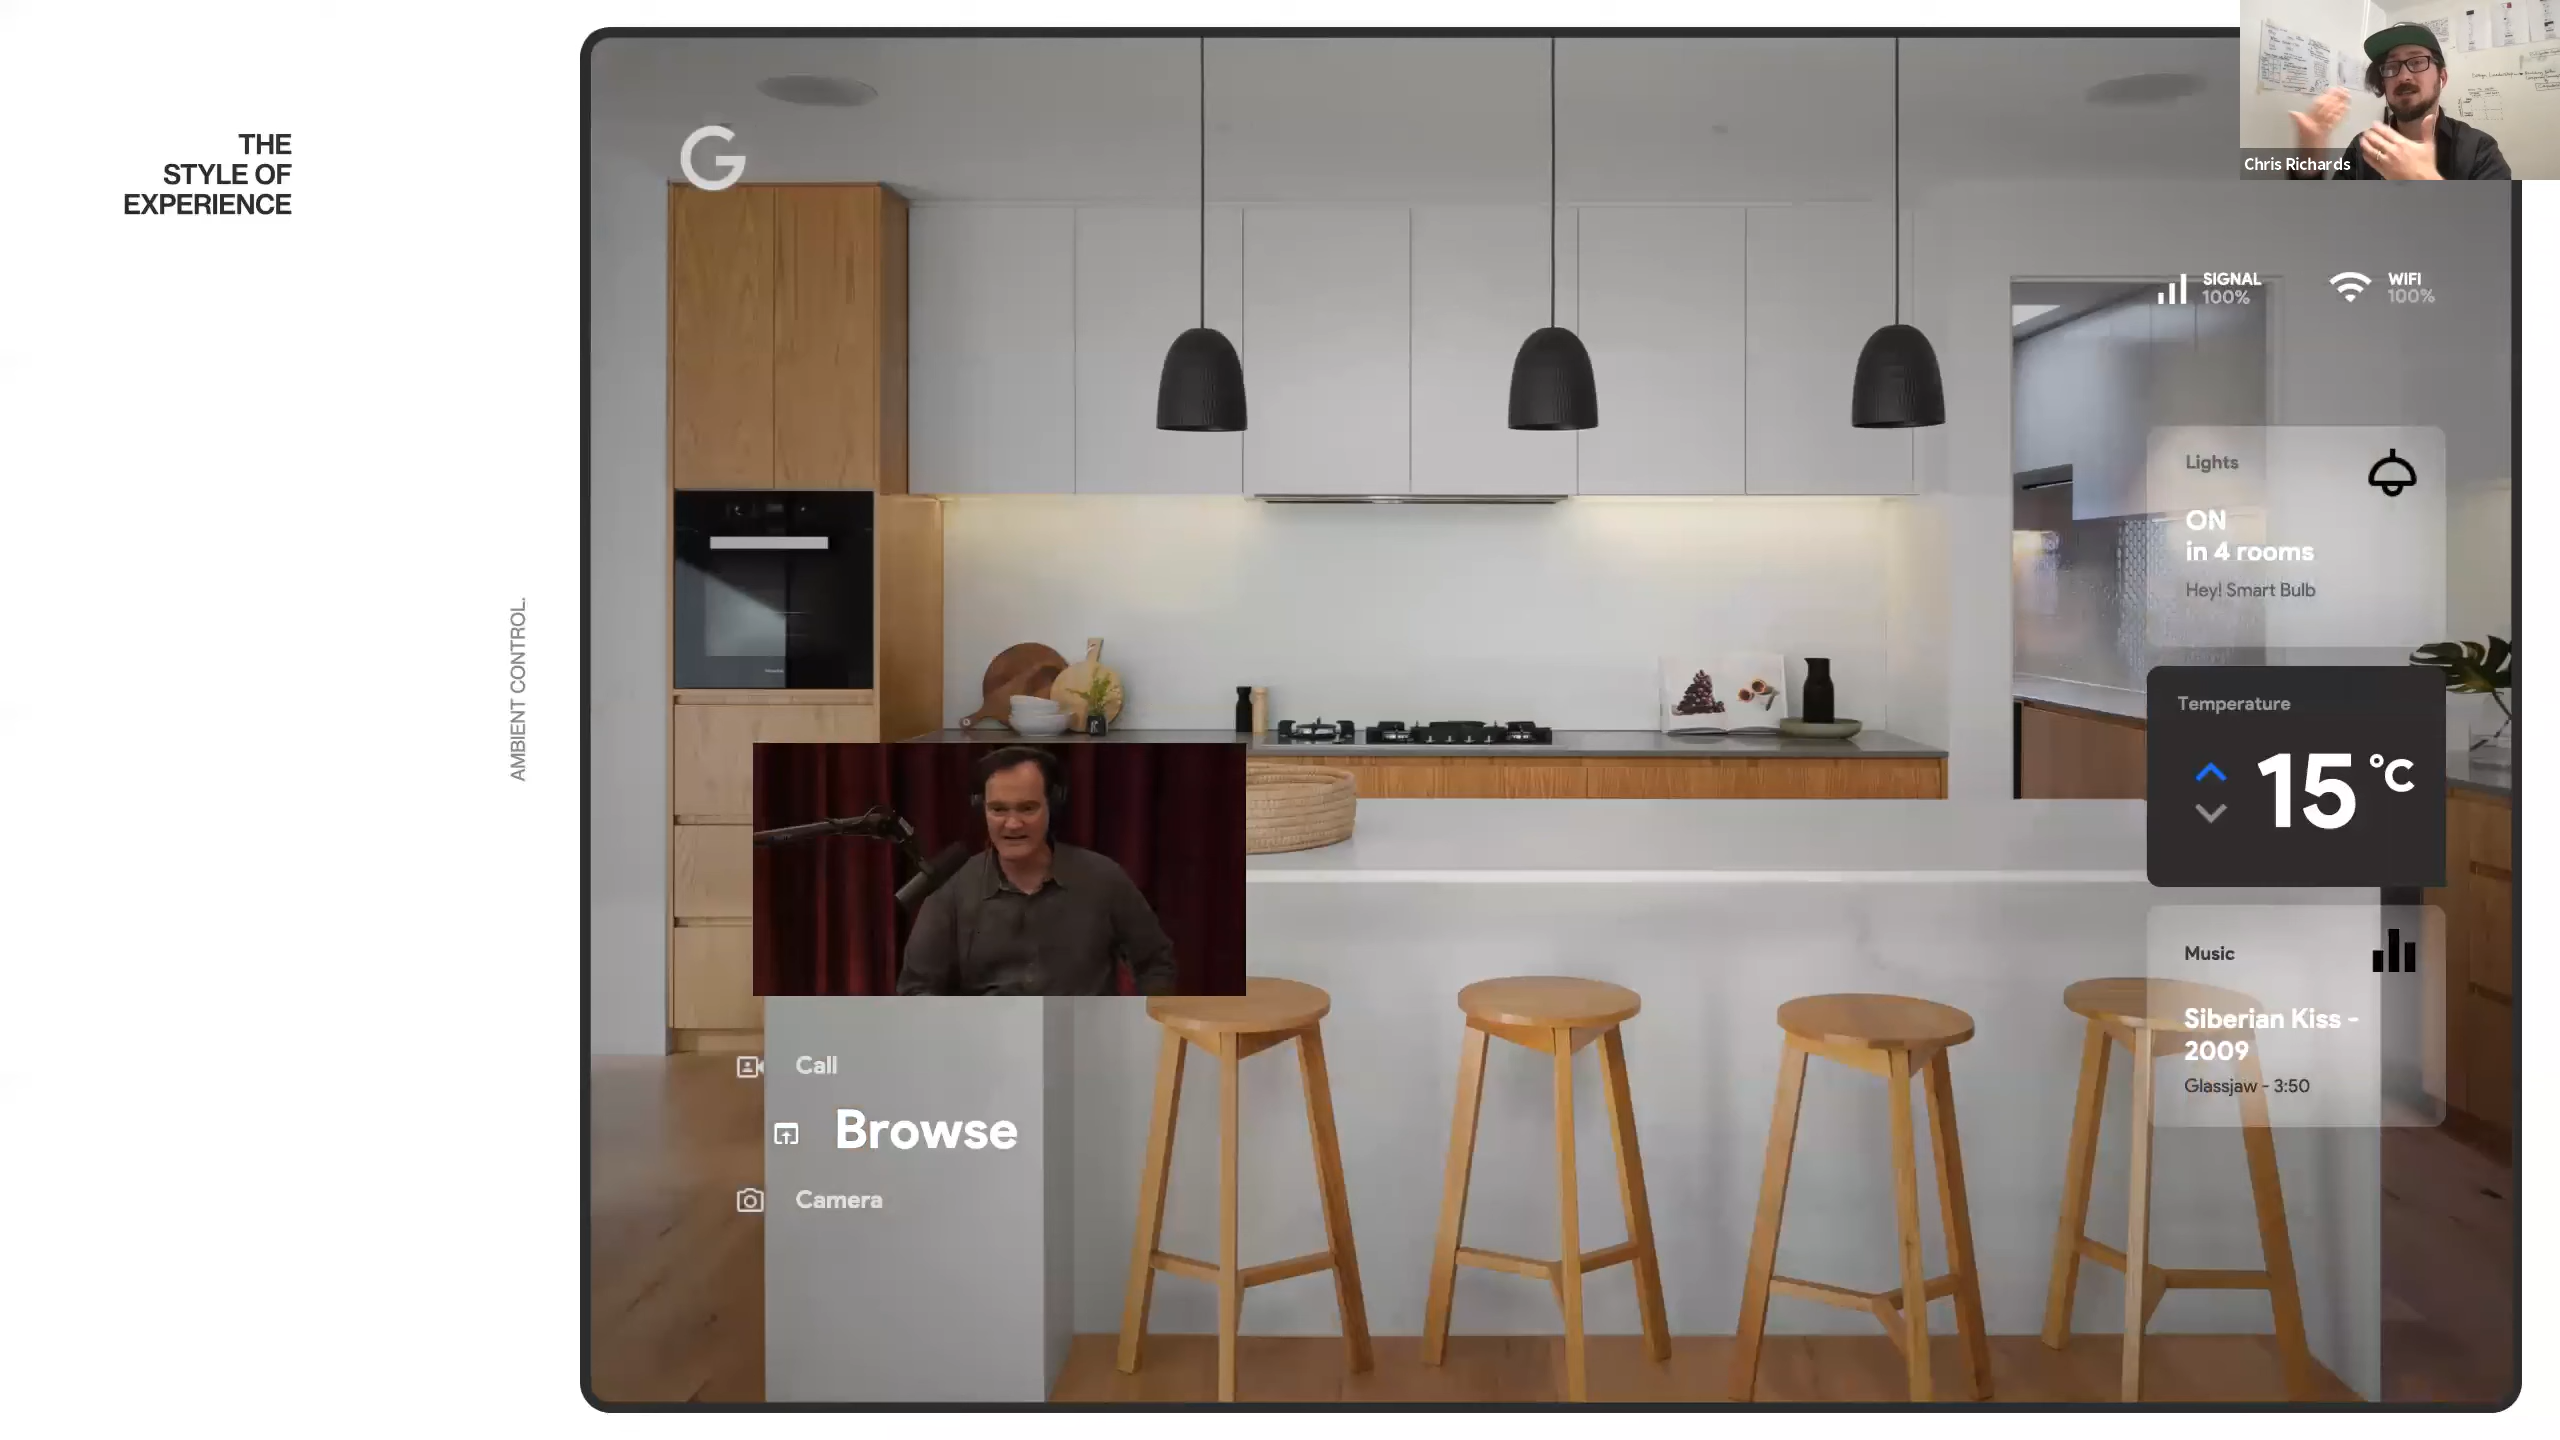 THE
STYLE OF
EXPERIENCE
AMBIENT CONTROL.
G
Chris Richards
SIGNAL
100%
WIFI
100%
Lights
ON
in 4 rooms
Hey! Smart Bulb
Temperature
15 °C
Music
Siberian Kiss -
2009
Glassjaw - 3:50
Call
Browse
Camera